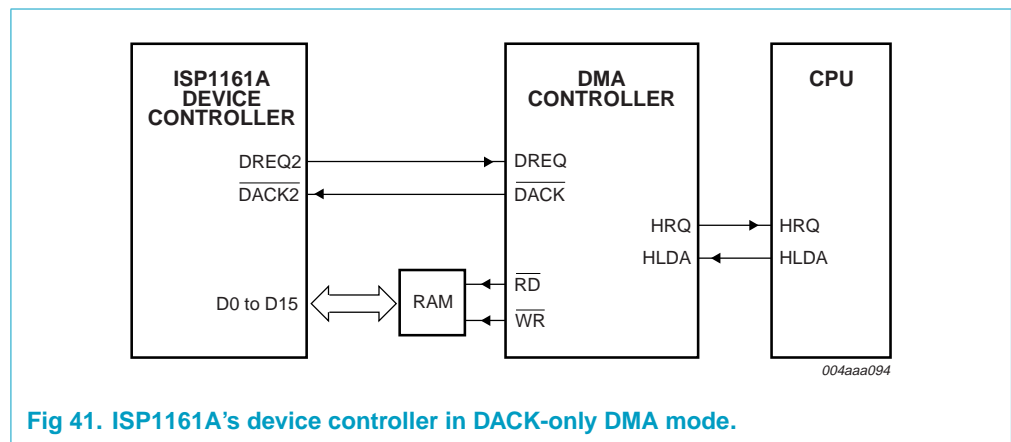 ISP1161A
DEVICE
CONTROLLER
DMA
CONTROLLER
CPU
DREQ2
DREQ
DACK2
DACK
HRQ
HRQ
HLDA
HLDA
D0 to D15
RAM
RD
WR
004aaa094
Fig 41. ISP1161A's device controller in DACK-only DMA mode.